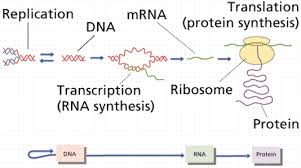 Replication
DNA
mRNA
Translation
(protein synthesis)
Transcription
(RNA synthesis)
Ribosome
Protein
DNA
RNA
Protein